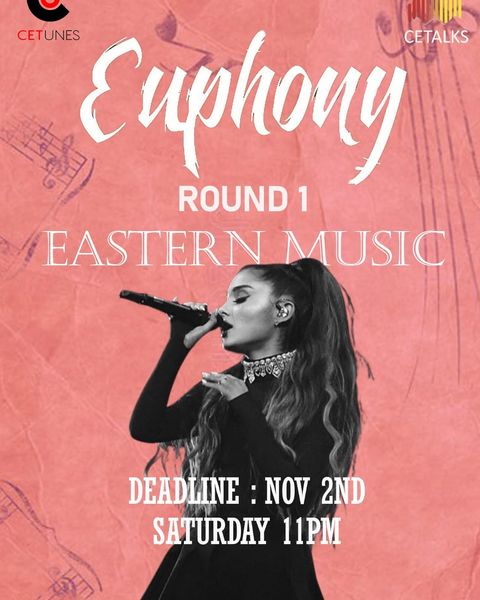 CETUNES
CETALKS
Euphony
ROUND 1
EASTERN MUSIC
DEADLINE : NOV 2ND
SATURDAY 11PM